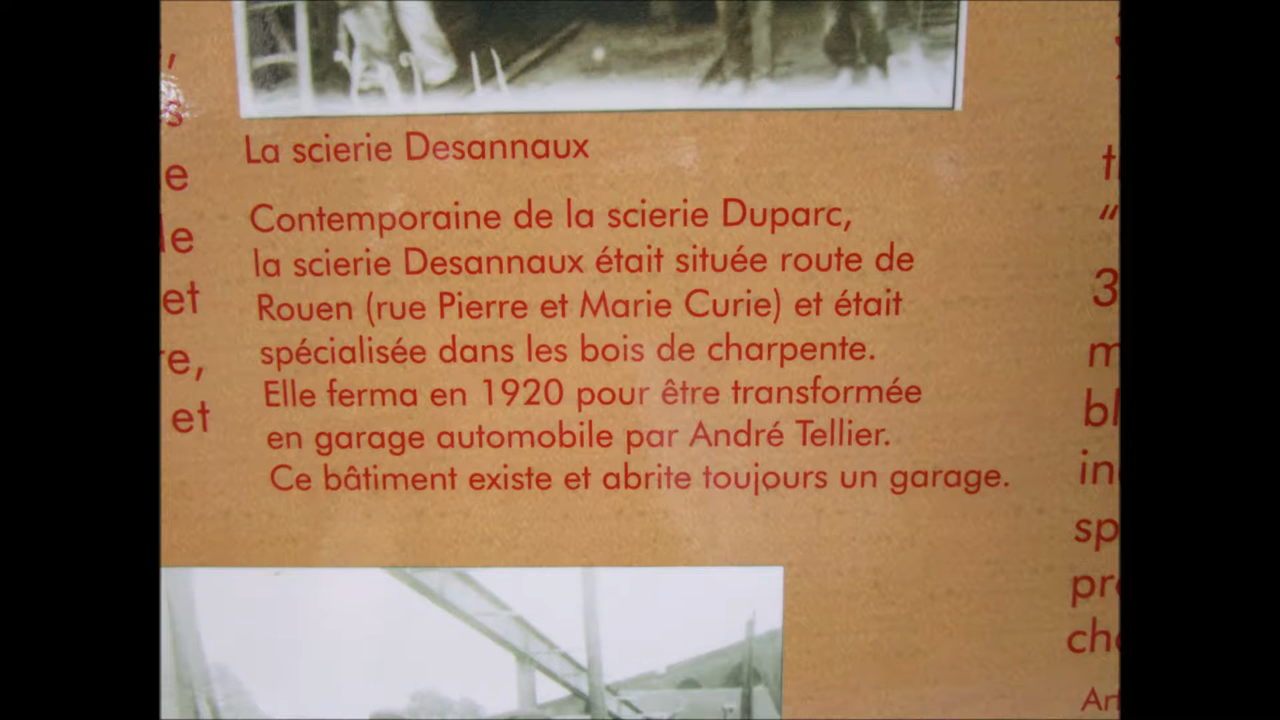 La scierie Desannaux
Contemporaine de la scierie Duparc,
la scierie Desannaux était située route de
Rouen (rue Pierre et Marie Curie) et était
spécialisée dans les bois de charpente.
Elle ferma en 1920 pour être transformée
en garage automobile par André Tellier.
Ce bâtiment existe et abrite toujours un garage.
et
et